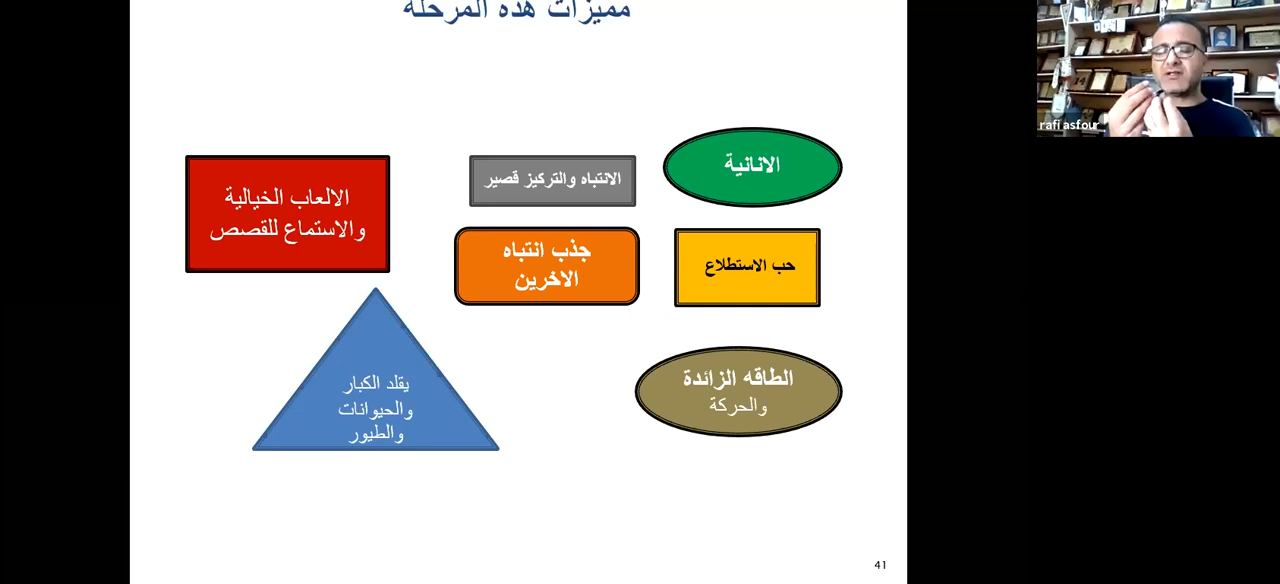 مميزات هذه المرحلة
rafi asfour
الانانية
الانتباه والتركيز قصير
الالعاب الخيالية
والاستماع للقصص
حب الاستطلاع
جذب انتباه
الاخرين
الطاقه الزائدة
والحركة
يقلد الكبار
والحيوانات
والطيور
41